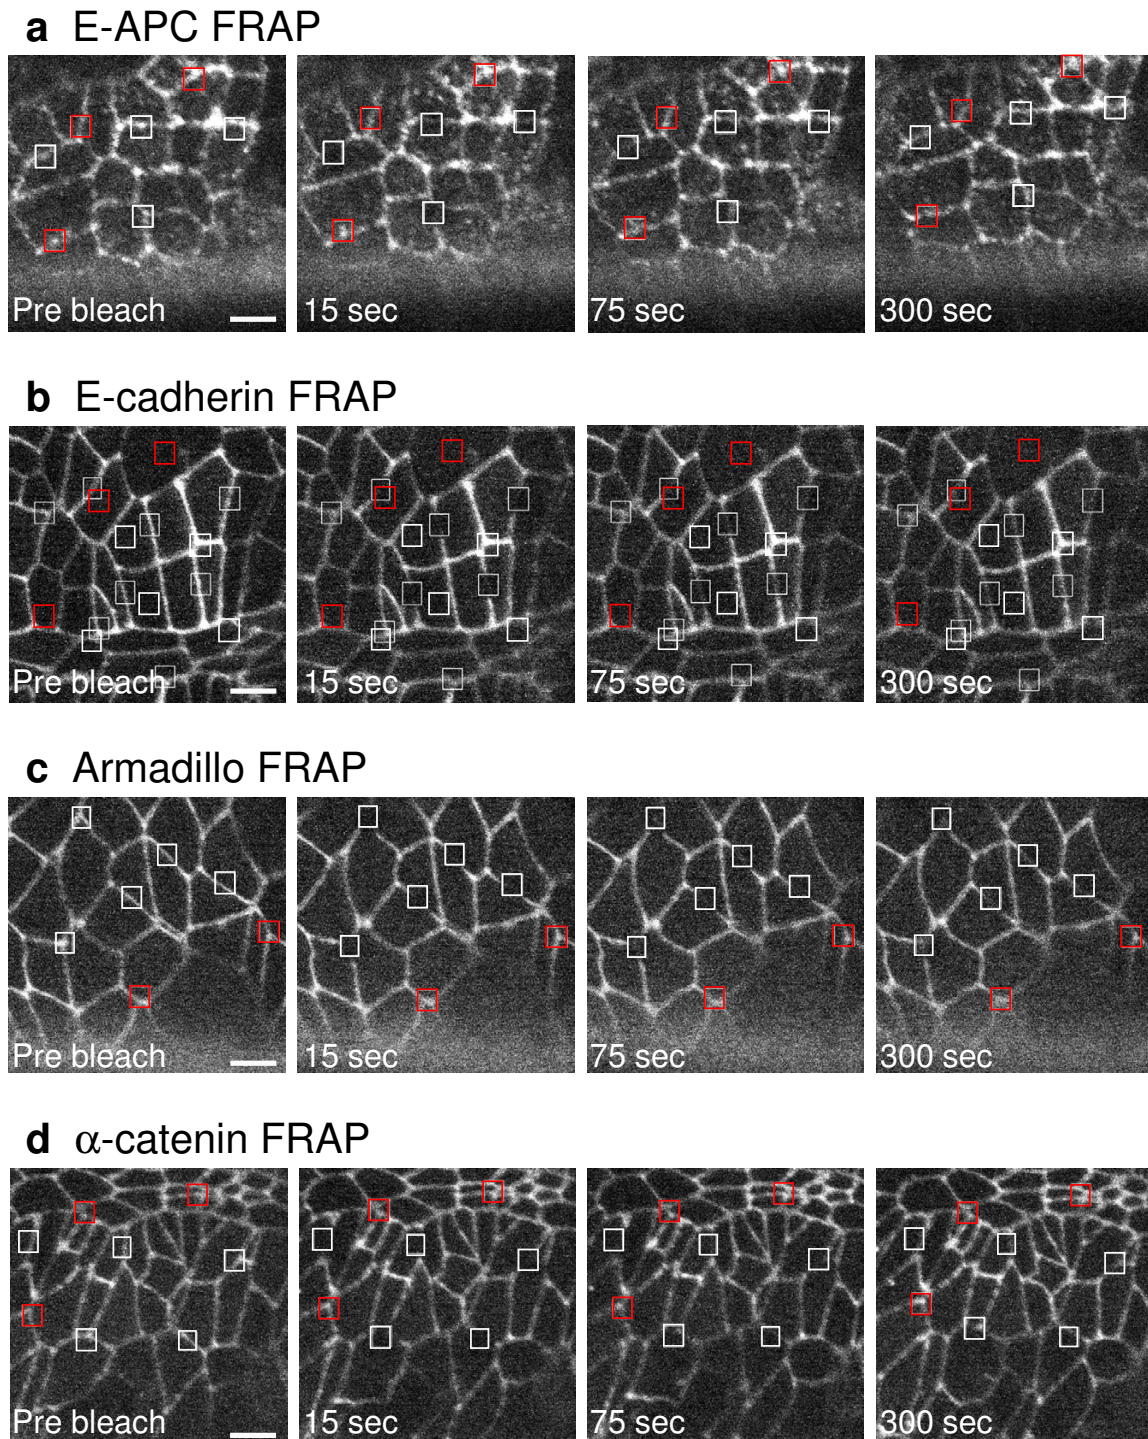 a E-APC FRAP
Pre bleach 15 sec 75 sec 300 sec
b E-cadherin FRAP
Pre bleach 15 sec 75 sec 300 sec
c Armadillo FRAP
Pre bleach 15 sec 75 sec 300 sec
d α-catenin FRAP
Pre bleach 15 sec 75 sec 300 sec